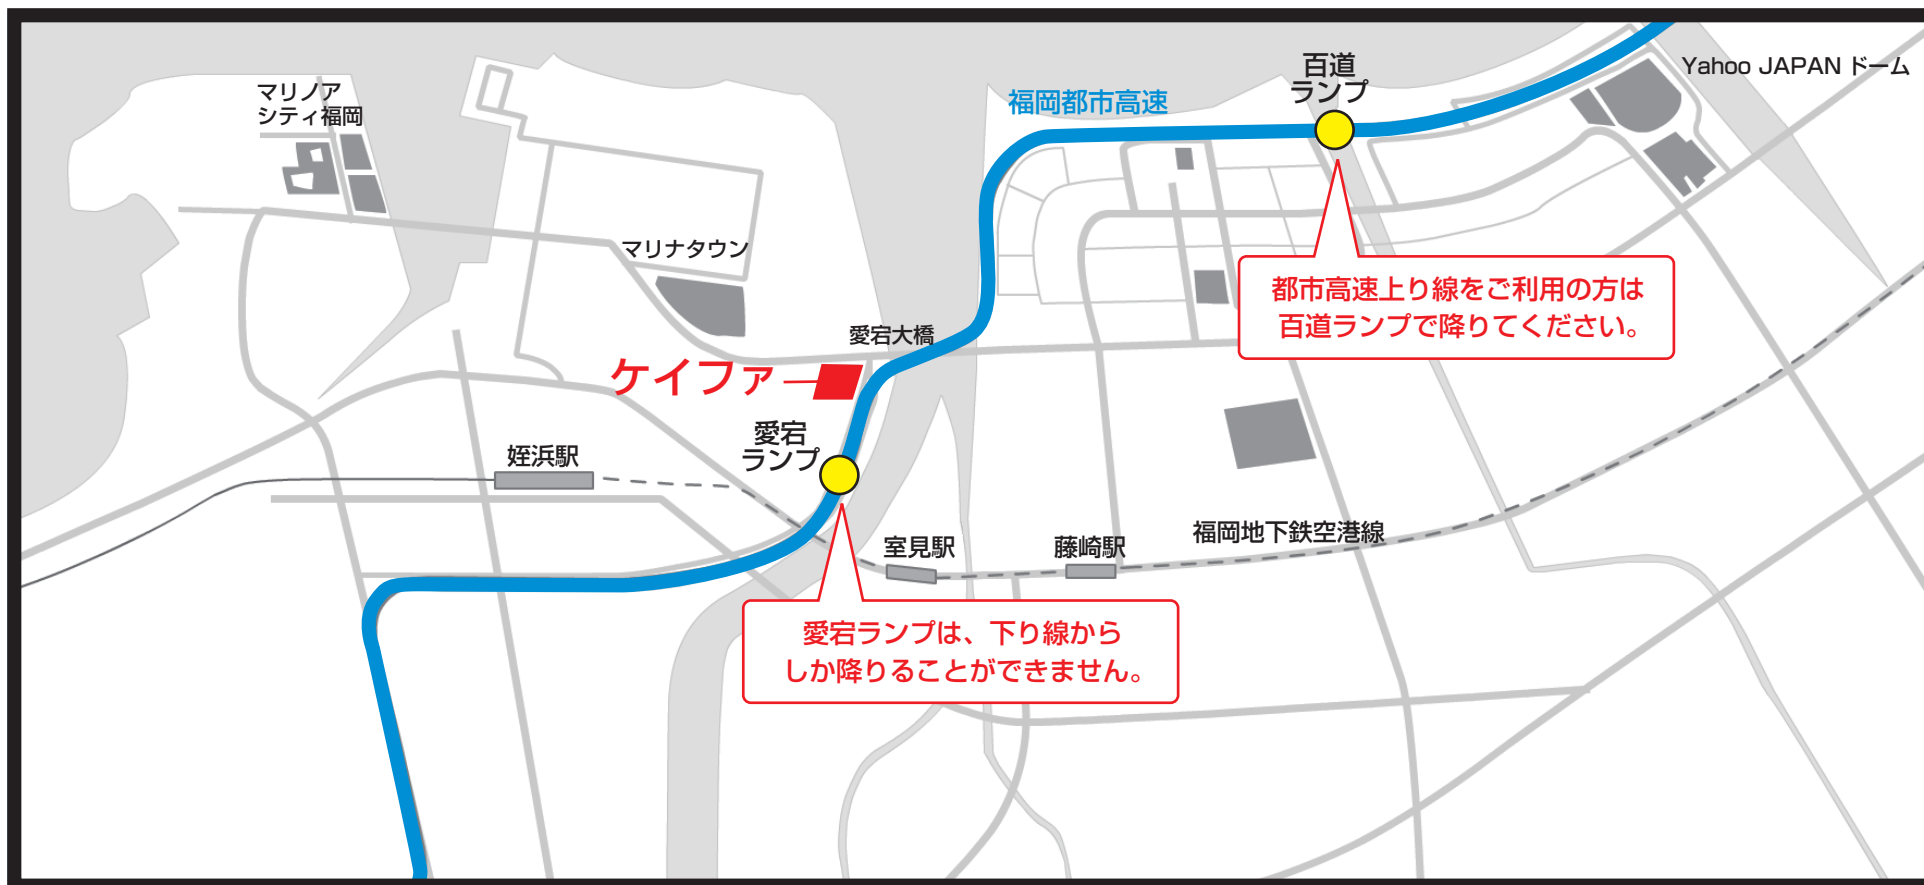 百道
ランプ
Yahoo JAPAN ドーム
マリノア
シティ福岡
福岡都市高速
マリナタウン
都市高速上り線をご利用の方は
百道ランプで降りてください。
愛宕大橋
ケイファ
愛宕
ランプ
姪浜駅
室見駅
藤崎駅
福岡地下鉄空港線
愛宕ランプは、下り線から
しか降りることができません。